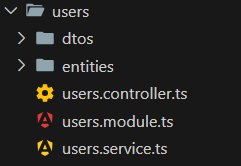 users
dtos
entities
users.controller.ts
users.module.ts
users.service.ts